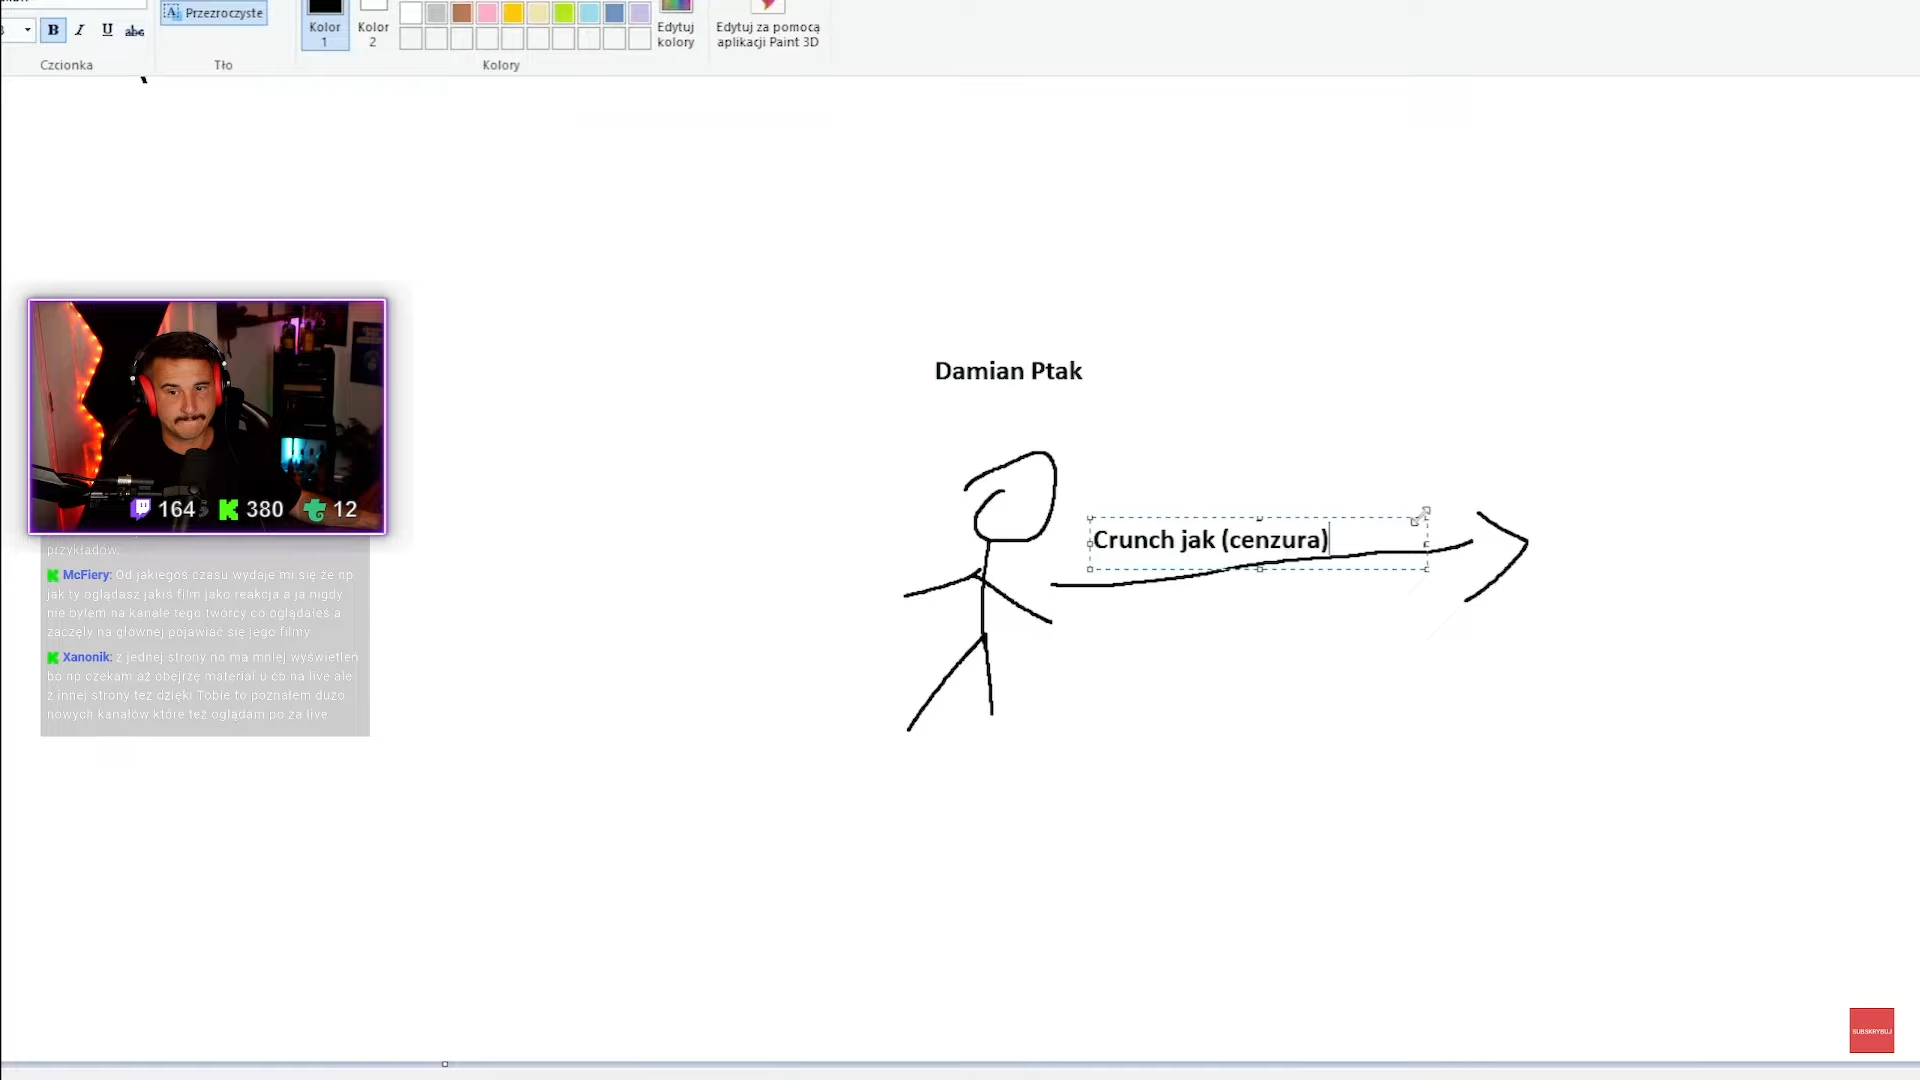 B I U abc
Przezroczyste
Kolor
1
Kolor
2
Edytuj
kolory
Edytuj za pomocą
aplikacji Paint 3D
Czcionka
Tło
Kolory
Damian Ptak
Crunch jak (cenzura)
164 K 380 12
przykładów.
McFiery: Od jakiegoś czasu wydaje mi się że np
jak ty oglądasz jakiś film jako reakcja a ja nigdy
nie byłem na kanale tego twórcy co oglądałeś a
zaczęły na głównej pojawiać się jego filmy
Xanonik: z jednej strony no ma mniej wyświetleń
bo np czekam aż obejrzę materiał u cb na live ale
z innej strony też dzięki Tobie to poznałem dużo
nowych kanałów które też oglądam po za live
SUBSKRYBUJ